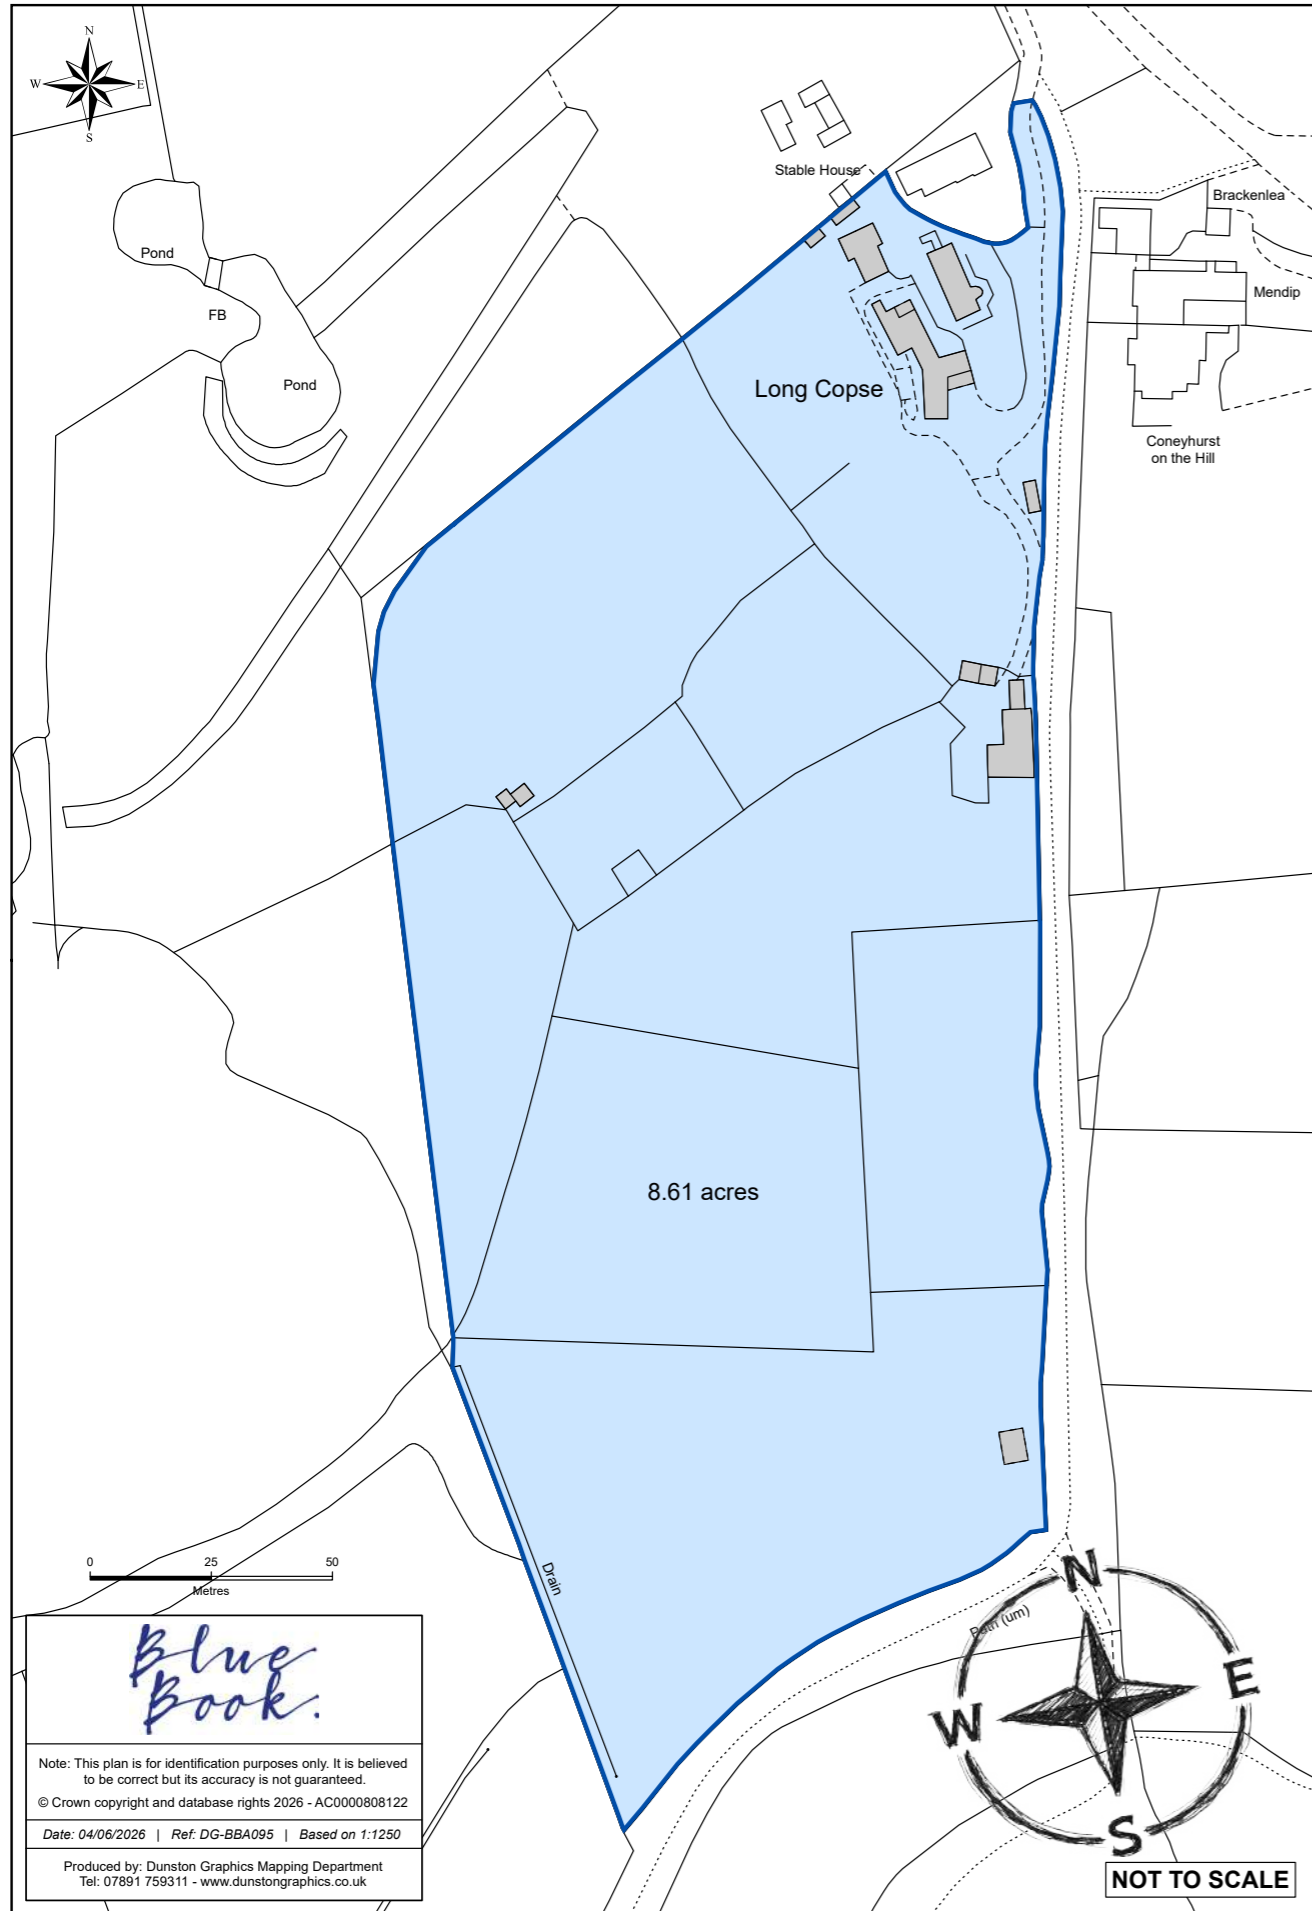 N
W E
S
Stable House
Brackenlea
Pond
Mendip
FB
Pond
Long Copse
Coneyhurst
on the Hill
8.61 acres
0 25 50
Metres
Drain
Path (um)
N
E
W
S
NOT TO SCALE
Blue
Book.
Note: This plan is for identification purposes only. It is believed
to be correct but its accuracy is not guaranteed.
© Crown copyright and database rights 2026 - AC0000808122
Date: 04/06/2026 | Ref: DG-BBA095 | Based on 1:1250
Produced by: Dunston Graphics Mapping Department
Tel: 07891 759311 - www.dunstongraphics.co.uk